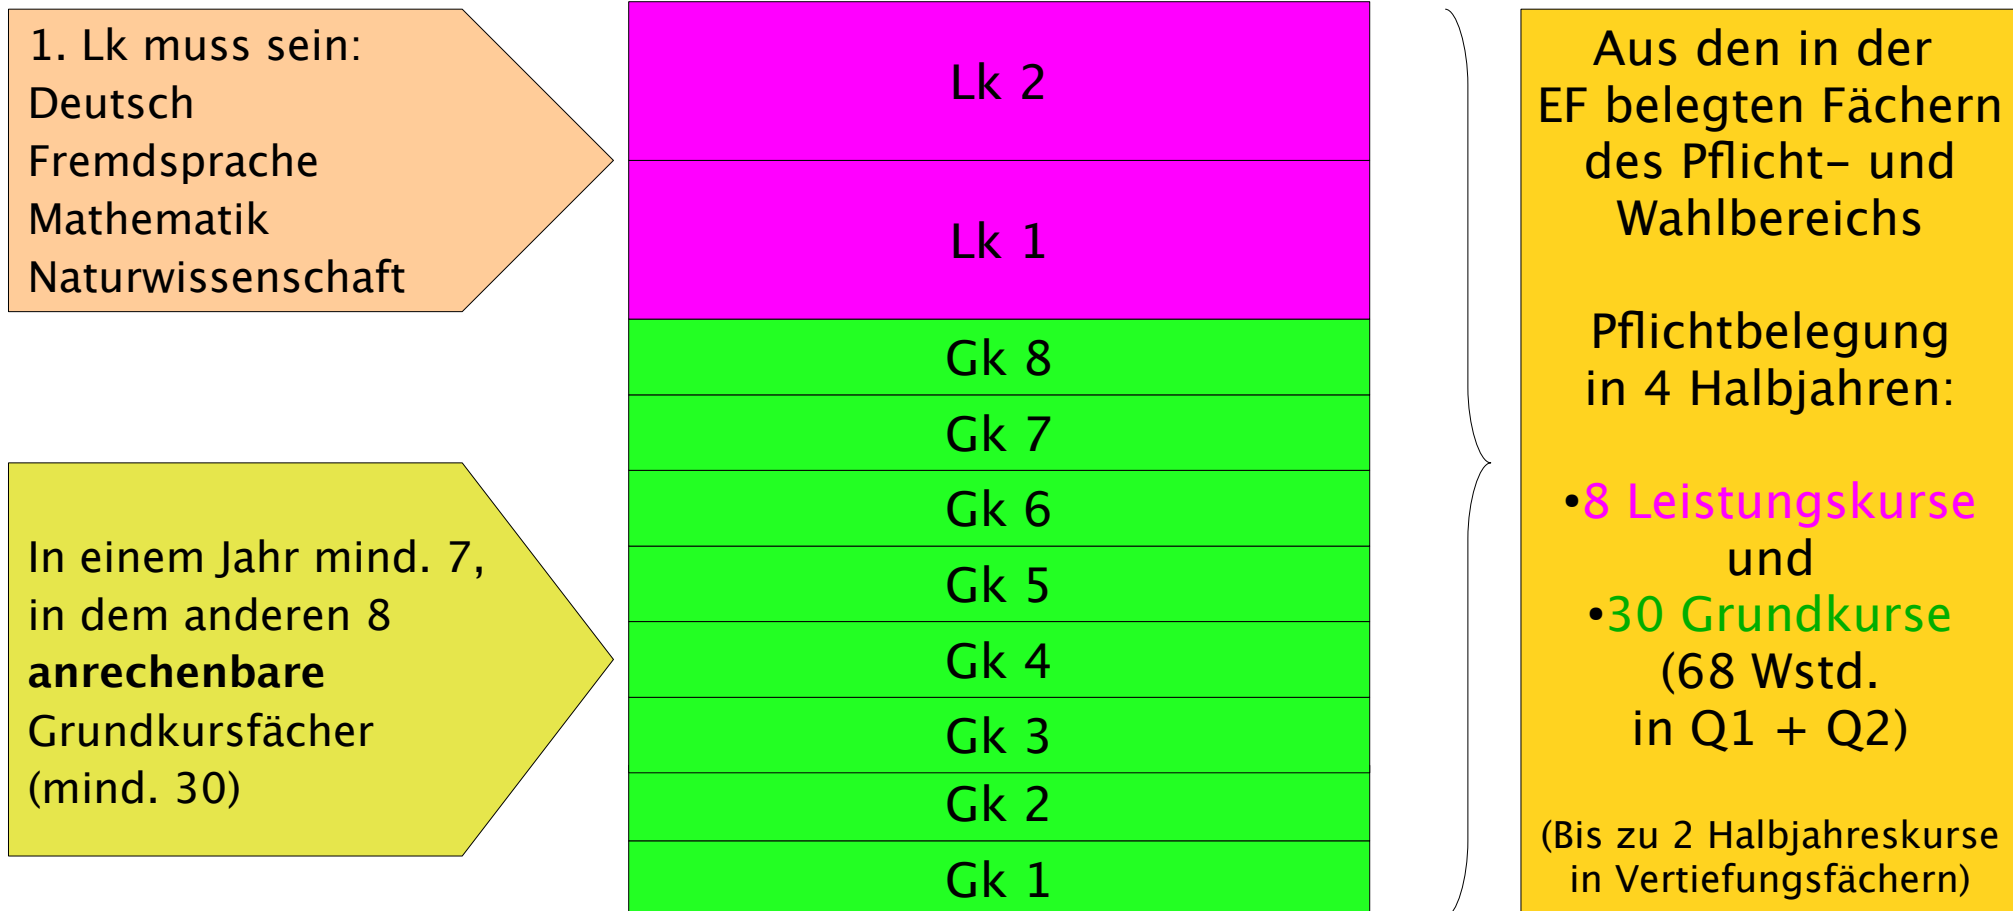 1. Lk muss sein:
Deutsch
Fremdsprache
Mathematik
Naturwissenschaft
In einem Jahr mind. 7,
in dem anderen 8
anrechenbare
Grundkursfächer
(mind. 30)
Lk 2
Lk 1
Gk 8
Gk 7
Gk 6
Gk 5
Gk 4
Gk 3
Gk 2
Gk 1
Aus den in der
EF belegten Fächern
des Pflicht- und
Wahlbereichs
Pflichtbelegung
in 4 Halbjahren:
•8 Leistungskurse
und
•30 Grundkurse
(68 Wstd.
in Q1 + Q2)
(Bis zu 2 Halbjahreskurse
in Vertiefungsfächern)